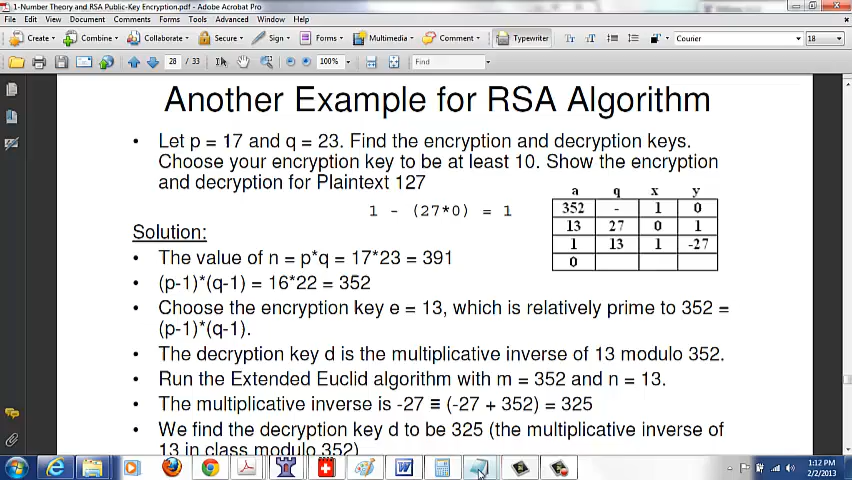 1-Number Theory and RSA Public-Key Encryption.pdf - Adobe Acrobat Pro
File Edit View Document Comments Forms Tools Advanced Window Help
Create Combine Collaborate Secure Sign Forms Multimedia Comment Typewriter Tr Courier 18
28 / 33 100% Find
Another Example for RSA Algorithm
• Let p = 17 and q = 23. Find the encryption and decryption keys.
Choose your encryption key to be at least 10. Show the encryption
and decryption for Plaintext 127
1 - (27*0) = 1
a q x y
352 - 1 0
13 27 0 1
1 13 1 -27
0
Solution:
• The value of n = p*q = 17*23 = 391
• (p-1)*(q-1) = 16*22 = 352
• Choose the encryption key e = 13, which is relatively prime to 352 =
(p-1)*(q-1).
• The decryption key d is the multiplicative inverse of 13 modulo 352.
• Run the Extended Euclid algorithm with m = 352 and n = 13.
• The multiplicative inverse is -27 ≡ (-27 + 352) = 325
• We find the decryption key d to be 325 (the multiplicative inverse of
13 in class modulo 352)
1:12 PM
2/2/2013